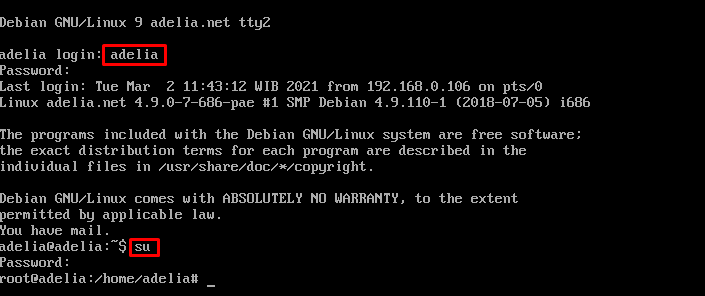 Debian GNU/Linux 9 adelia.net tty2
adelia login: adelia
Password:
Last login: Tue Mar  2 11:43:12 WIB 2021 from 192.168.0.106 on pts/0
Linux adelia.net 4.9.0-7-686-pae #1 SMP Debian 4.9.110-1 (2018-07-05) i686
The programs included with the Debian GNU/Linux system are free software;
the exact distribution terms for each program are described in the
individual files in /usr/share/doc/*/copyright.
Debian GNU/Linux comes with ABSOLUTELY NO WARRANTY, to the extent
permitted by applicable law.
You have mail.
adelia@adelia:~$ su
Password:
root@adelia:/home/adelia# _